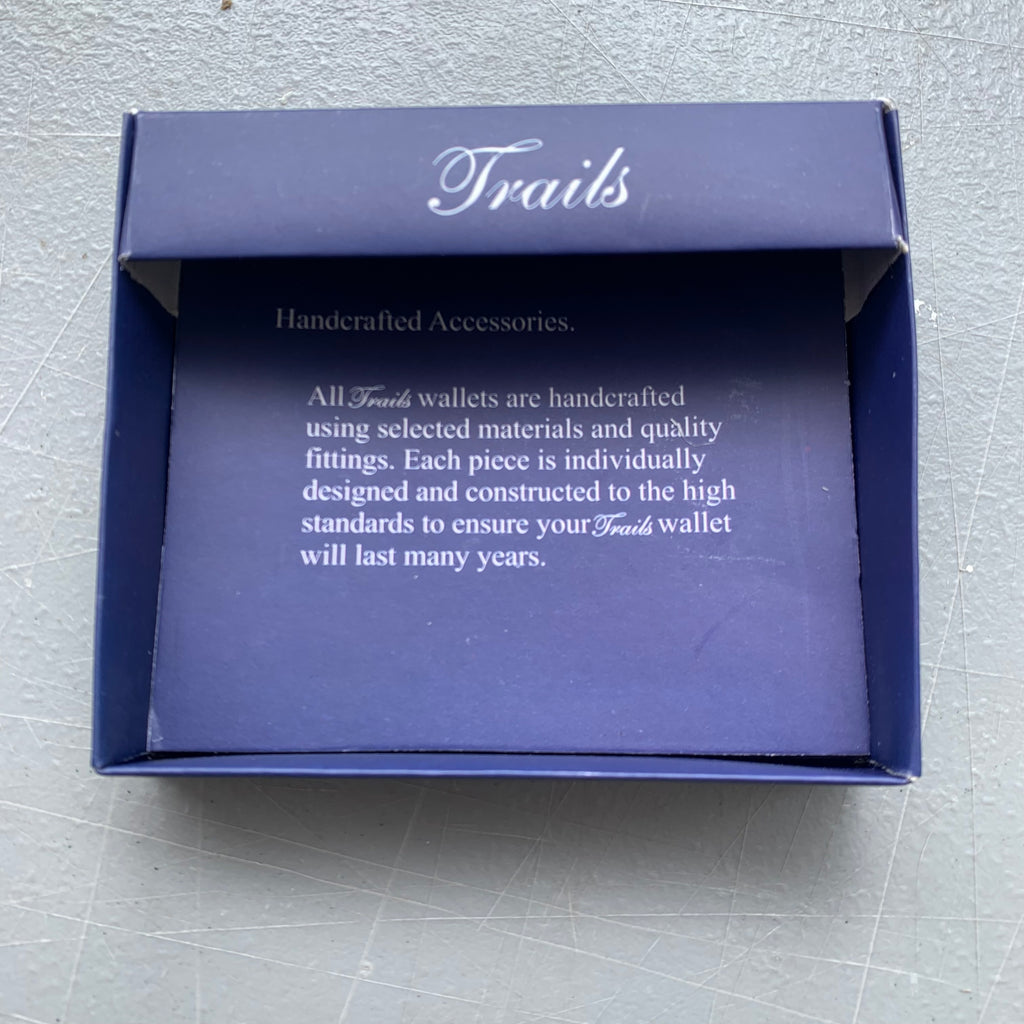 Trails
Handcrafted Accessories.
All Trails wallets are handcrafted
using selected materials and quality
fittings. Each piece is individually
designed and constructed to the high
standards to ensure your Trails wallet
will last many years.